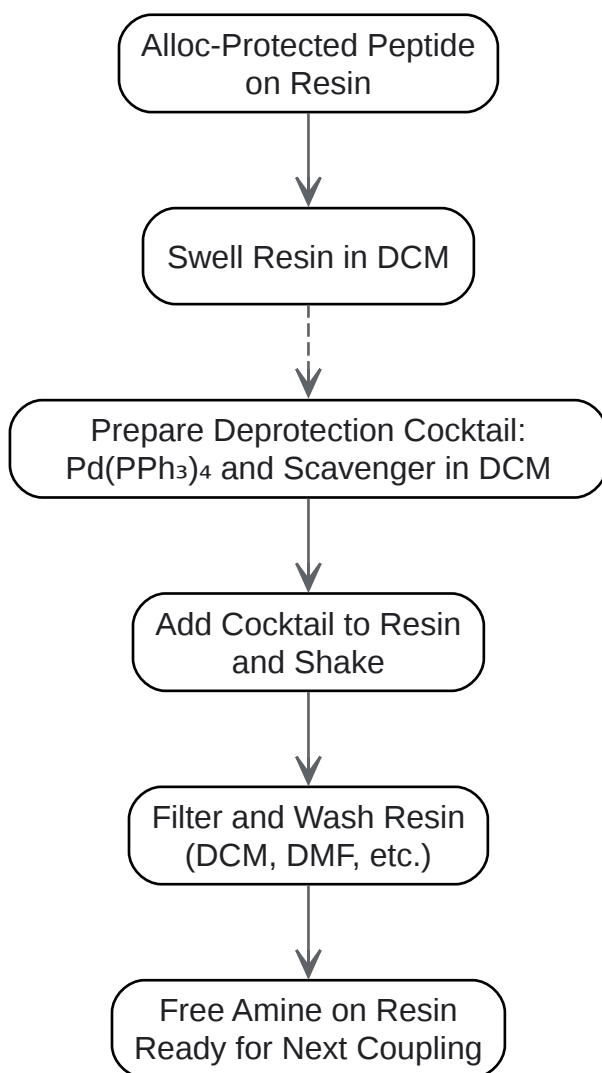 Alloc-Protected Peptide
on Resin
Swell Resin in DCM
Prepare Deprotection Cocktail:
Pd(PPh₃)₄ and Scavenger in DCM
Add Cocktail to Resin
and Shake
Filter and Wash Resin
(DCM, DMF, etc.)
Free Amine on Resin
Ready for Next Coupling